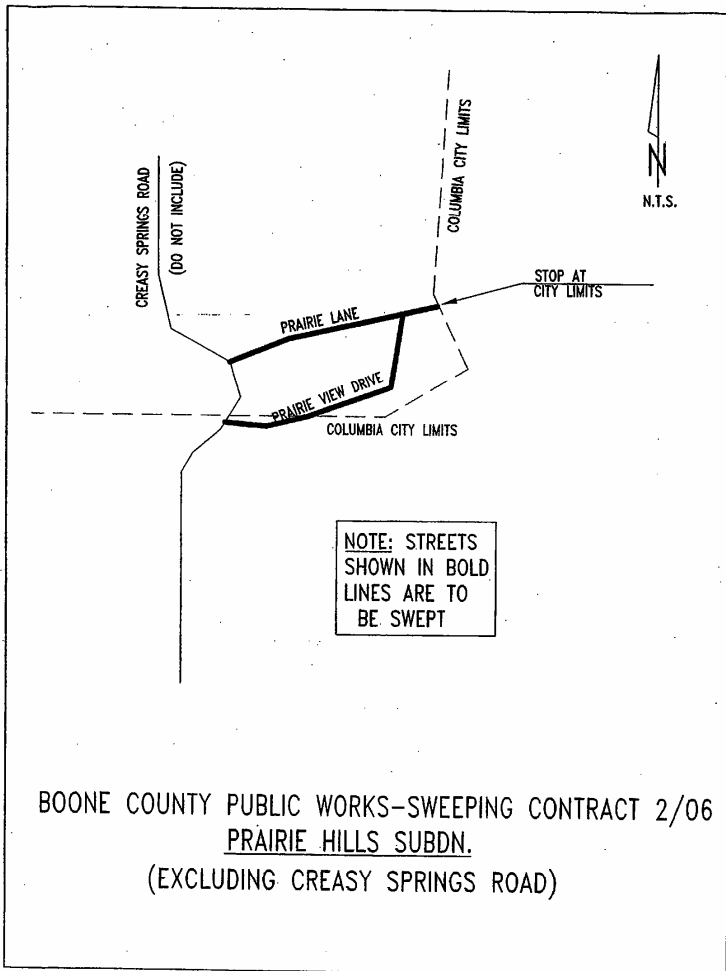 COLUMBIA CITY LIMITS
N
N.T.S.
CREASY SPRINGS ROAD
(DO NOT INCLUDE)
STOP AT
CITY LIMITS
PRAIRIE LANE
PRAIRIE VIEW DRIVE
COLUMBIA CITY LIMITS
NOTE: STREETS
SHOWN IN BOLD
LINES ARE TO
BE SWEPT
BOONE COUNTY PUBLIC WORKS-SWEEPING CONTRACT 2/06
PRAIRIE HILLS SUBDN.
(EXCLUDING CREASY SPRINGS ROAD)